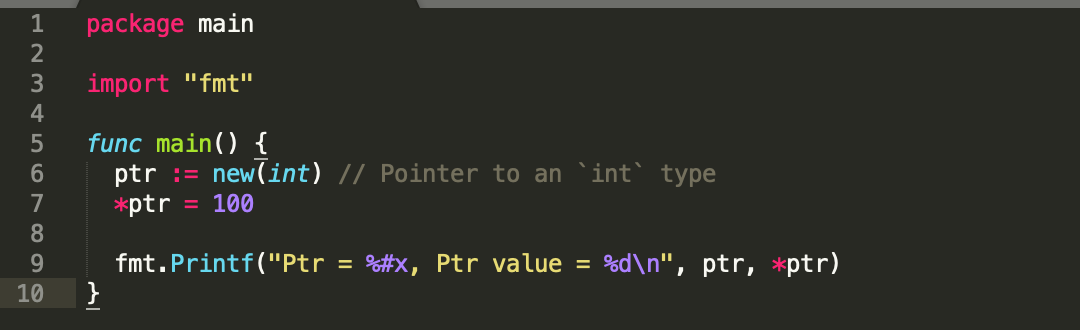 1 package main
2
3 import "fmt"
4
5 func main() {
6   ptr := new(int) // Pointer to an `int` type
7   *ptr = 100
8
9   fmt.Printf("Ptr = %#x, Ptr value = %d\n", ptr, *ptr)
10 }